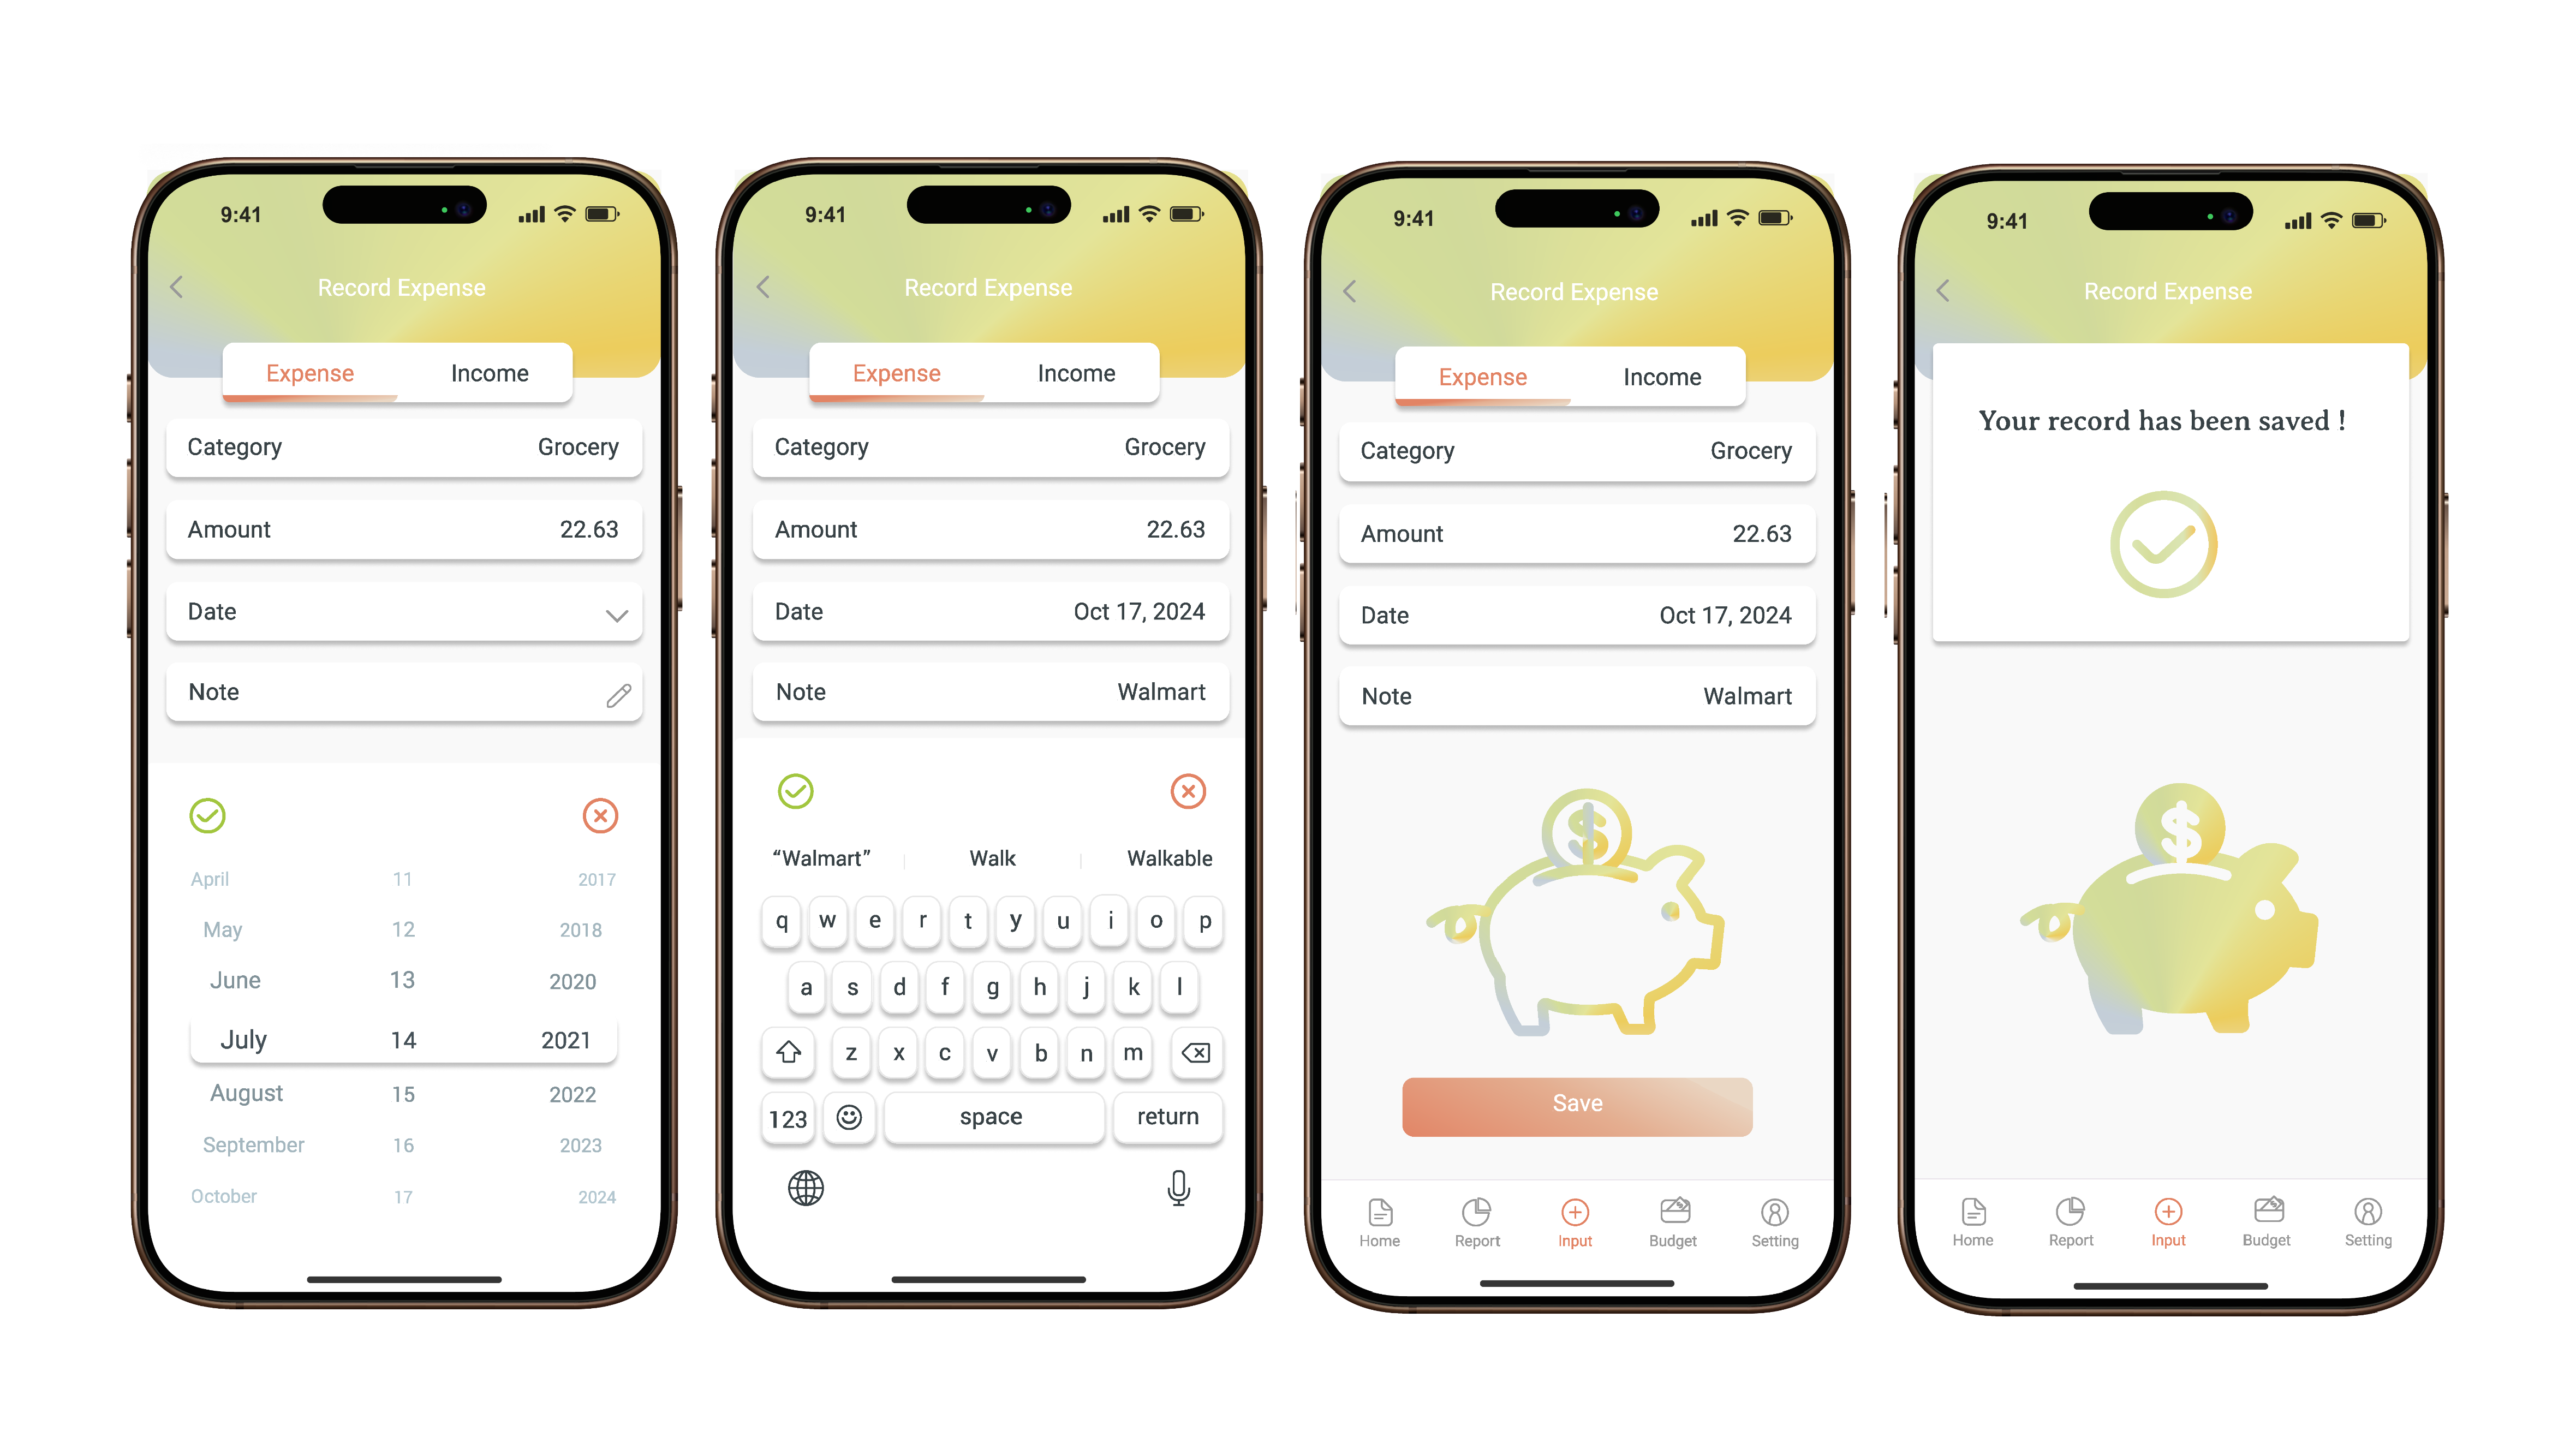 9:41
Record Expense
Expense Income
Category Grocery
Amount 22.63
Date
Note
April 11 2017
May 12 2018
June 13 2020
July 14 2021
August 15 2022
September 16 2023
October 17 2024
9:41
Record Expense
Expense Income
Category Grocery
Amount 22.63
Date Oct 17, 2024
Note Walmart
“Walmart” Walk Walkable
q w e r t y u i o p
a s d f g h j k l
z x c v b n m
123 space return
9:41
Record Expense
Expense Income
Category Grocery
Amount 22.63
Date Oct 17, 2024
Note Walmart
$
Save
Home Report Input Budget Setting
9:41
Record Expense
Your record has been saved !
$
Home Report Input Budget Setting